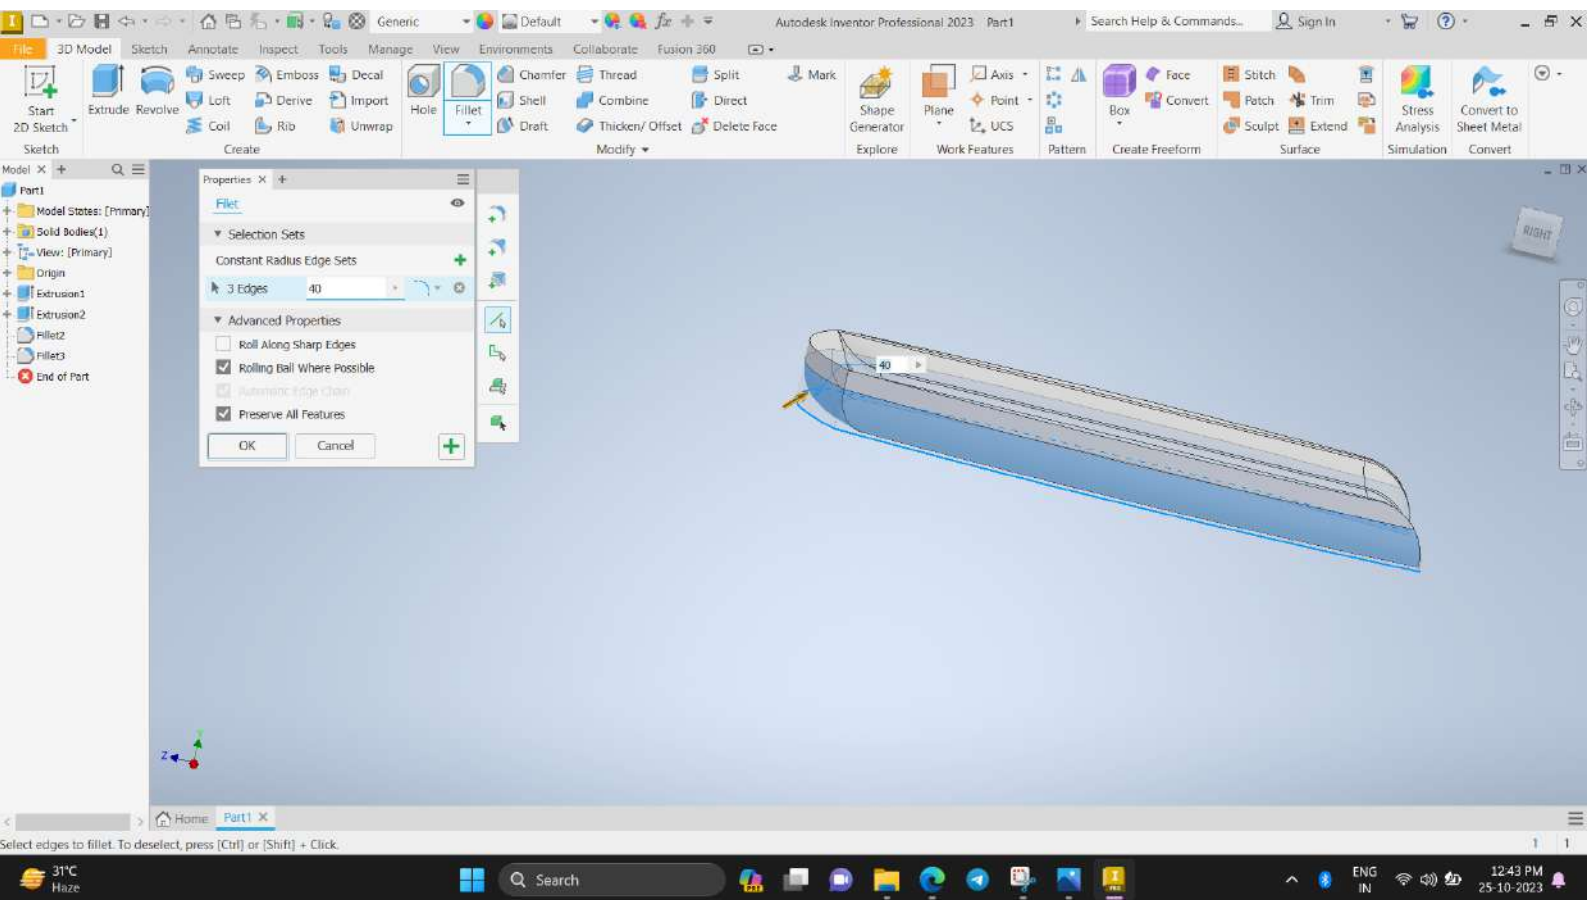 Generic
Default
Autodesk Inventor Professional 2023 Part1
Search Help & Commands...
Sign In
File 3D Model Sketch Annotate Inspect Tools Manage View Environments Collaborate Fusion 360
Start
2D Sketch
Extrude Revolve
Sweep Emboss Decal
Loft Derive Import
Coil Rib Unwrap
Hole Fillet
Chamfer Thread Split Mark
Shell Combine Direct
Draft Thicken/ Offset Delete Face
Shape
Generator
Plane
Axis
Point
UCS
Box
Face
Convert
Stitch
Patch Trim
Sculpt Extend
Stress
Analysis
Convert to
Sheet Metal
Sketch Create Modify Explore Work Features Pattern Create Freeform Surface Simulation Convert
Model
Part1
Model States: [Primary]
Solid Bodies(1)
View: [Primary]
Origin
Extrusion1
Extrusion2
Fillet2
Fillet3
End of Part
Properties
Fillet
Selection Sets
Constant Radius Edge Sets
3 Edges 40
Advanced Properties
Roll Along Sharp Edges
Rolling Ball Where Possible
Automatic Edge Chain
Preserve All Features
OK Cancel
RIGHT
40
Y
Z
Home Part1
Select edges to fillet. To deselect, press [Ctrl] or [Shift] + Click.
1 1
31°C
Haze
Search
ENG
IN
12:43 PM
25-10-2023